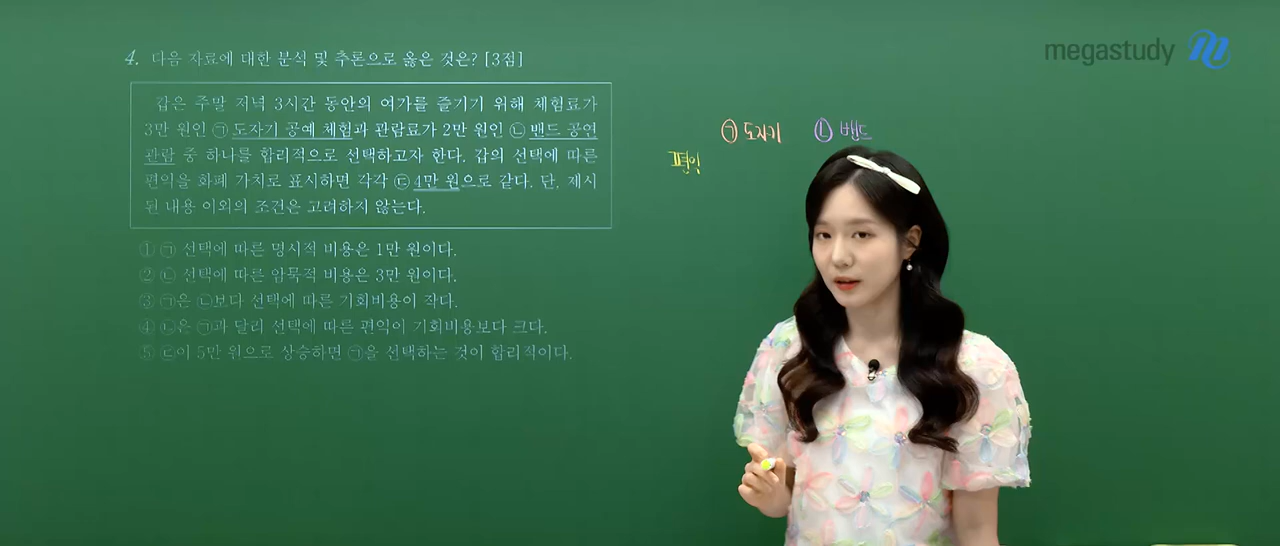 megastudy
4. 다음 자료에 대한 분석 및 추론으로 옳은 것은? [3점]
갑은 주말 저녁 3시간 동안의 여가를 즐기기 위해 체험료가
3만 원인 ㉠ 도자기 공예 체험과 관람료가 2만 원인 ㉡ 밴드 공연
관람 중 하나를 합리적으로 선택하고자 한다. 갑의 선택에 따른
편익을 화폐 가치로 표시하면 각각 ㉢ 4만 원으로 같다. 단, 제시
된 내용 이외의 조건은 고려하지 않는다.
① ㉠ 선택에 따른 명시적 비용은 1만 원이다.
② ㉡ 선택에 따른 암묵적 비용은 3만 원이다.
③ ㉠은 ㉡보다 선택에 따른 기회비용이 작다.
④ ㉡은 ㉠과 달리 선택에 따른 편익이 기회비용보다 크다.
⑤ ㉢이 5만 원으로 상승하면 ㉠을 선택하는 것이 합리적이다.
㉠ 도자기 ㉡ 밴드
편익